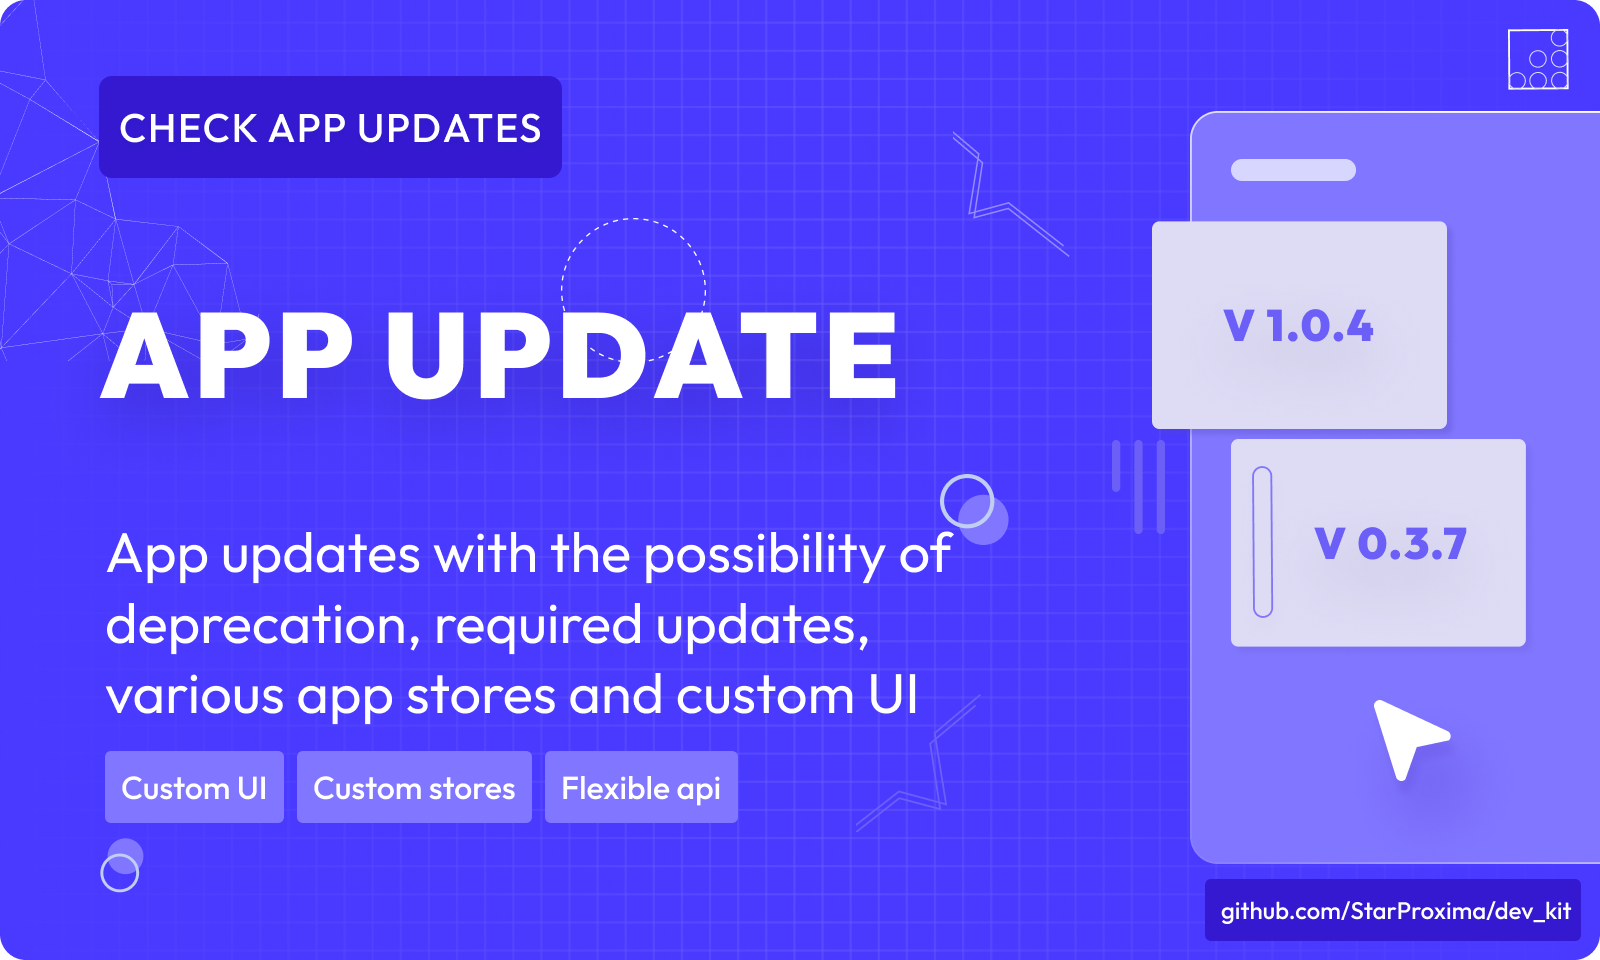 CHECK APP UPDATES
APP UPDATE
App updates with the possibility of
deprecation, required updates,
various app stores and custom UI
Custom UI
Custom stores
Flexible api
V 1.0.4
V 0.3.7
github.com/StarProxima/dev_kit